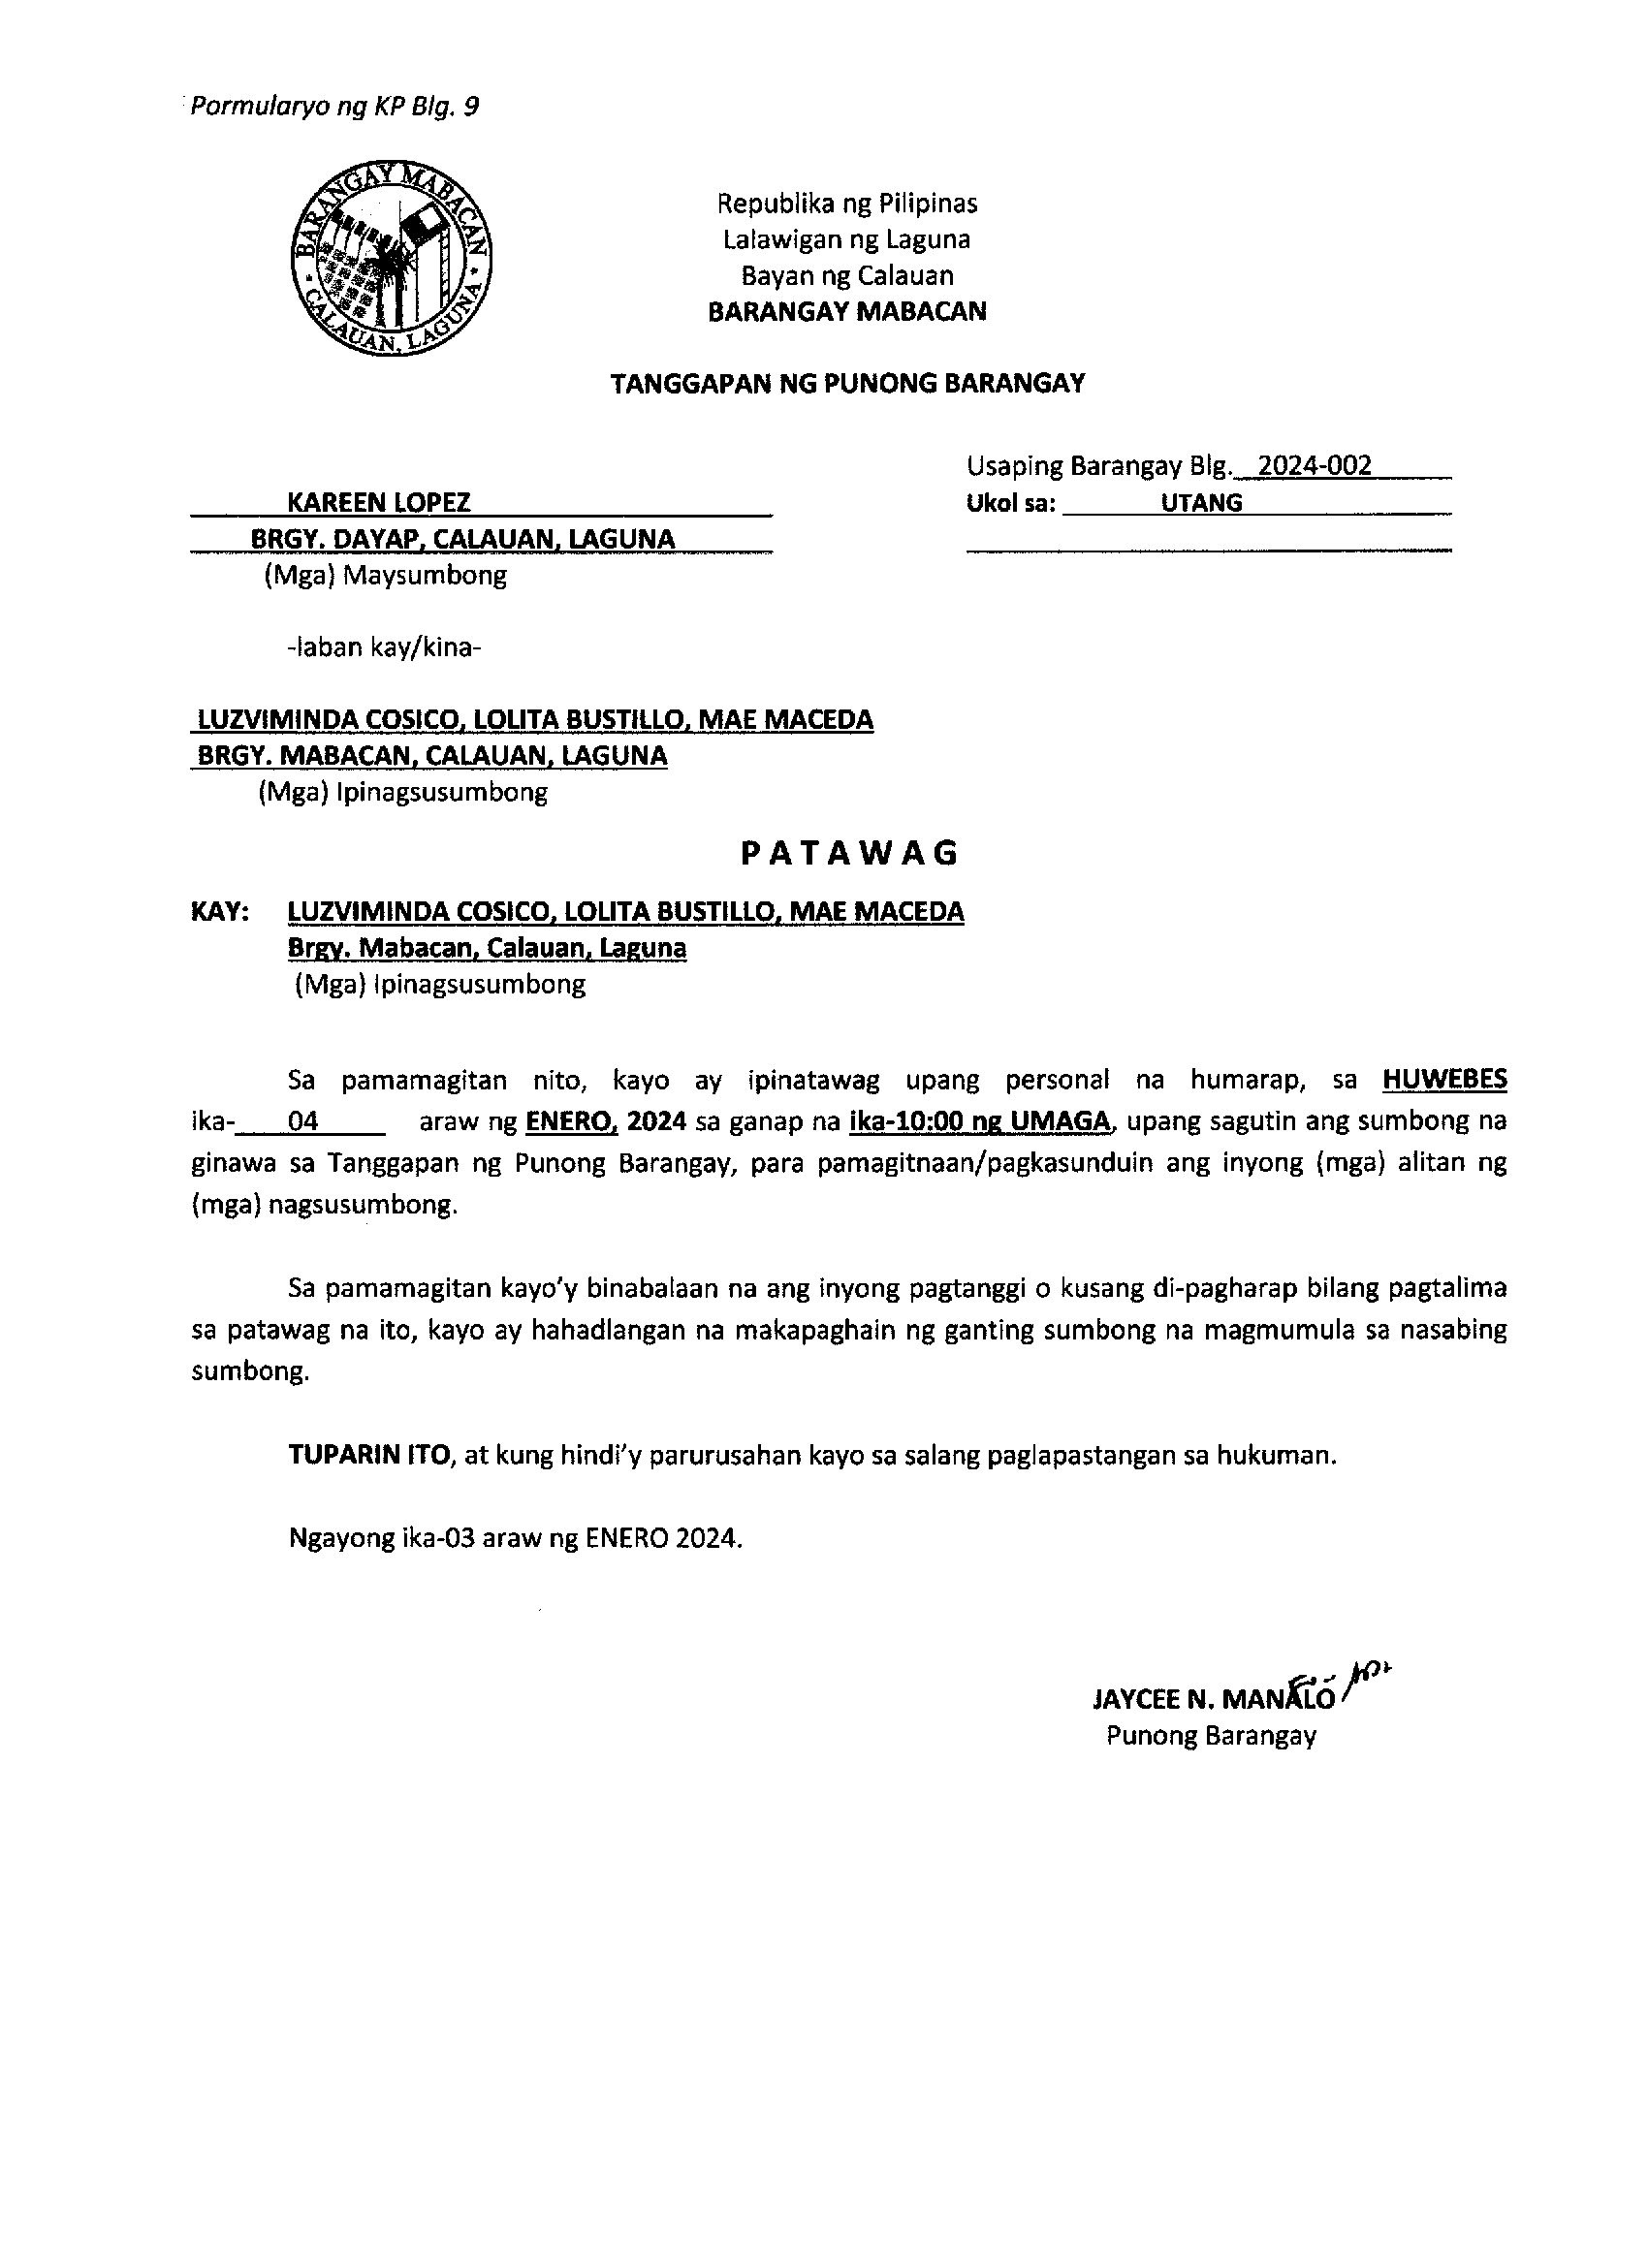 Pormularyo ng KP Blg. 9
BARANGAY MABACAN
CALAUAN, LAGUNA
Republika ng Pilipinas
Lalawigan ng Laguna
Bayan ng Calauan
BARANGAY MABACAN
TANGGAPAN NG PUNONG BARANGAY
Usaping Barangay Blg. 2024-002
KAREEN LOPEZ
Ukol sa: UTANG
BRGY. DAYAP, CALAUAN, LAGUNA
(Mga) Maysumbong
-laban kay/kina-
LUZVIMINDA COSICO, LOLITA BUSTILLO, MAE MACEDA
BRGY. MABACAN, CALAUAN, LAGUNA
(Mga) Ipinagsusumbong
P A T A W A G
KAY: LUZVIMINDA COSICO, LOLITA BUSTILLO, MAE MACEDA
Brgy. Mabacan, Calauan, Laguna
(Mga) Ipinagsusumbong
Sa pamamagitan nito, kayo ay ipinatawag upang personal na humarap, sa HUWEBES
ika- 04 araw ng ENERO, 2024 sa ganap na ika-10:00 ng UMAGA, upang sagutin ang sumbong na
ginawa sa Tanggapan ng Punong Barangay, para pamagitnaan/pagkasunduin ang inyong (mga) alitan ng
(mga) nagsusumbong.
Sa pamamagitan kayo'y binabalaan na ang inyong pagtanggi o kusang di-pagharap bilang pagtalima
sa patawag na ito, kayo ay hahadlangan na makapaghain ng ganting sumbong na magmumula sa nasabing
sumbong.
TUPARIN ITO, at kung hindi'y parurusahan kayo sa salang paglapastangan sa hukuman.
Ngayong ika-03 araw ng ENERO 2024.
JAYCEE N. MANALO
Punong Barangay